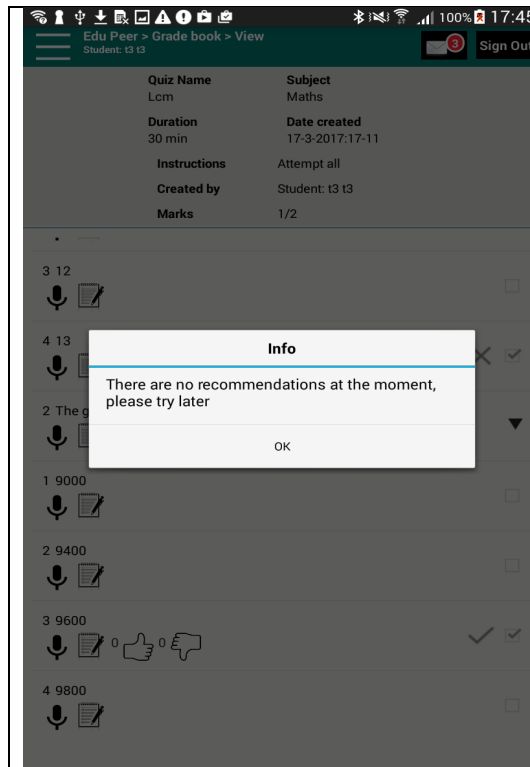 100% 17:45
Edu Peer > Grade book > View
Student: t3 t3
3
Sign Out
Quiz Name Subject
Lcm Maths
Duration Date created
30 min 17-3-2017:17-11
Instructions Attempt all
Created by Student: t3 t3
Marks 1/2
3 12
4 13
Info
There are no recommendations at the moment,
please try later
OK
2 The g
1 9000
2 9400
3 9600
0 0
4 9800